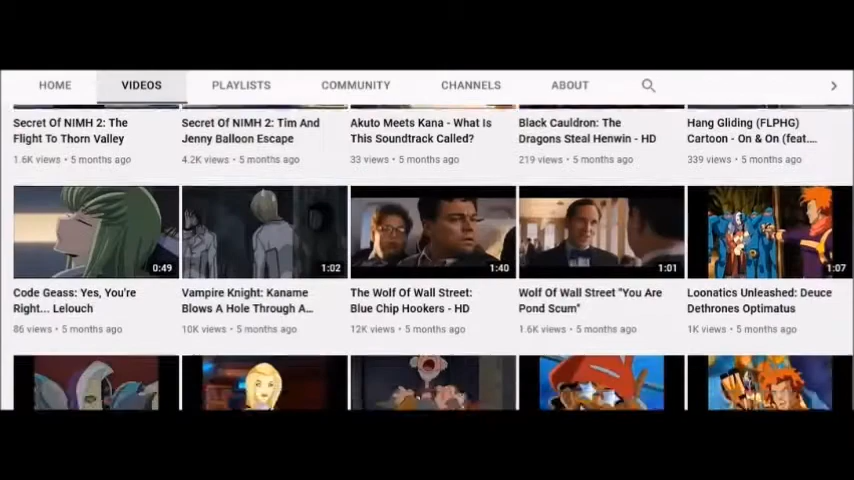 HOME VIDEOS PLAYLISTS COMMUNITY CHANNELS ABOUT
Secret Of NIMH 2: The
Flight To Thorn Valley
1.6K views • 5 months ago
Secret Of NIMH 2: Tim And
Jenny Balloon Escape
4.2K views • 5 months ago
Akuto Meets Kana - What Is
This Soundtrack Called?
33 views • 5 months ago
Black Cauldron: The
Dragons Steal Henwin - HD
219 views • 5 months ago
Hang Gliding (FLPHG)
Cartoon - On & On (feat....
339 views • 5 months ago
0:49
Code Geass: Yes, You're
Right... Lelouch
86 views • 5 months ago
1:02
Vampire Knight: Kaname
Blows A Hole Through A...
10K views • 5 months ago
1:40
The Wolf Of Wall Street:
Blue Chip Hookers - HD
12K views • 5 months ago
1:01
Wolf Of Wall Street "You Are
Pond Scum"
1.6K views • 5 months ago
1:07
Loonatics Unleashed: Deuce
Dethrones Optimatus
1K views • 5 months ago